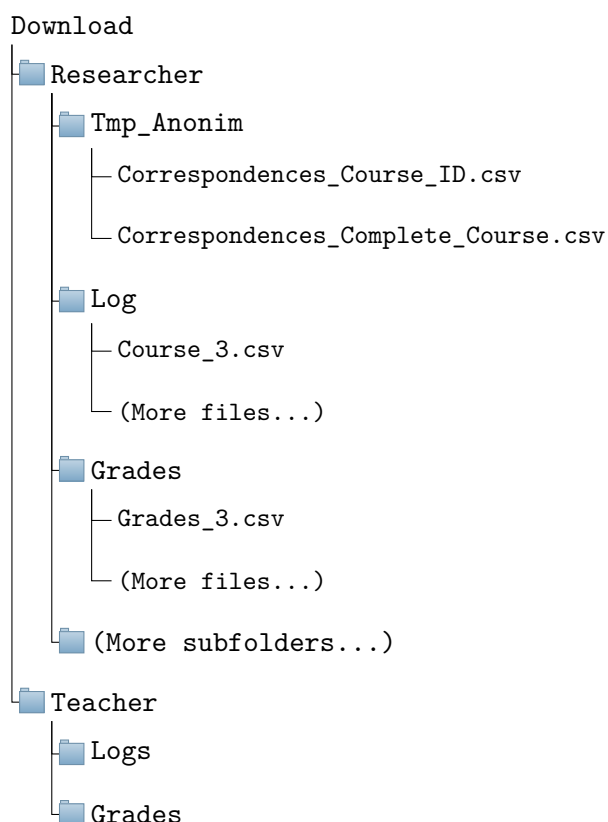 Download
Researcher
Tmp_Anonim
Correspondences_Course_ID.csv
Correspondences_Complete_Course.csv
Log
Course_3.csv
(More files...)
Grades
Grades_3.csv
(More files...)
(More subfolders...)
Teacher
Logs
Grades